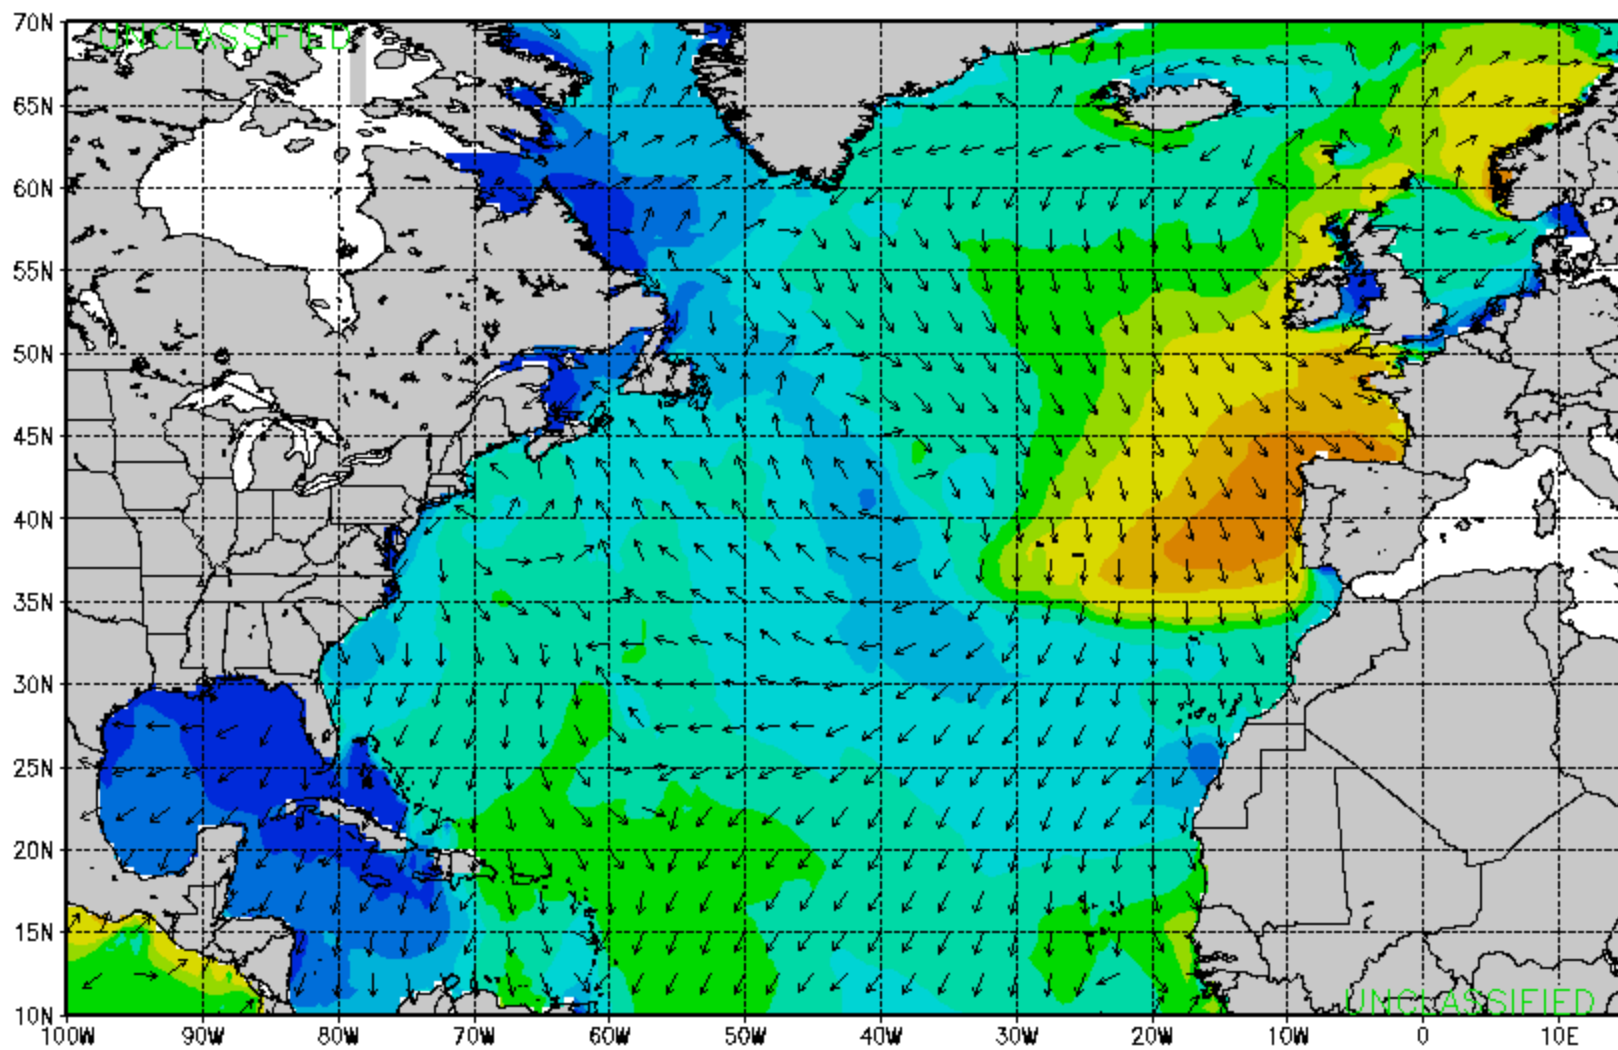 70N
UNCLASSIFIED
65N
60N
55N
50N
45N
40N
35N
30N
25N
20N
15N
UNCLASSIFIED
10N
100W 90W 80W 70W 60W 50W 40W 30W 20W 10W 0 10E